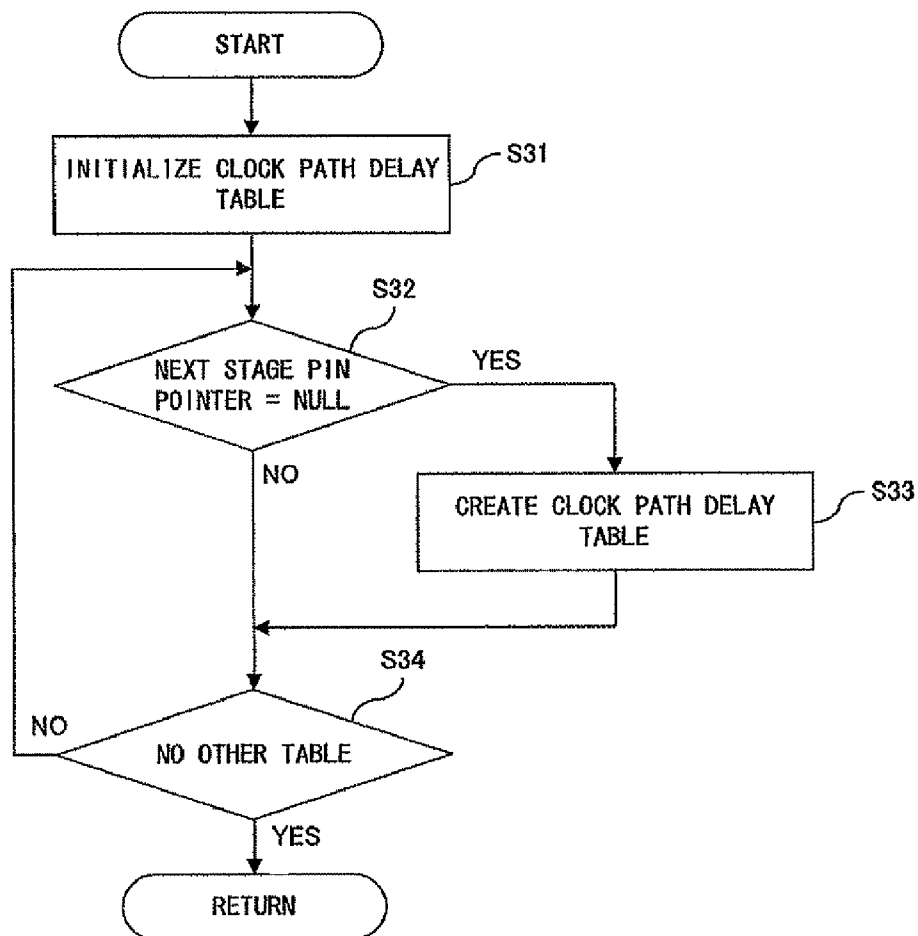 START
INITIALIZE CLOCK PATH DELAY
TABLE
S31
S32
NEXT STAGE PIN
POINTER = NULL
YES
NO
CREATE CLOCK PATH DELAY
TABLE
S33
S34
NO
NO OTHER TABLE
YES
RETURN